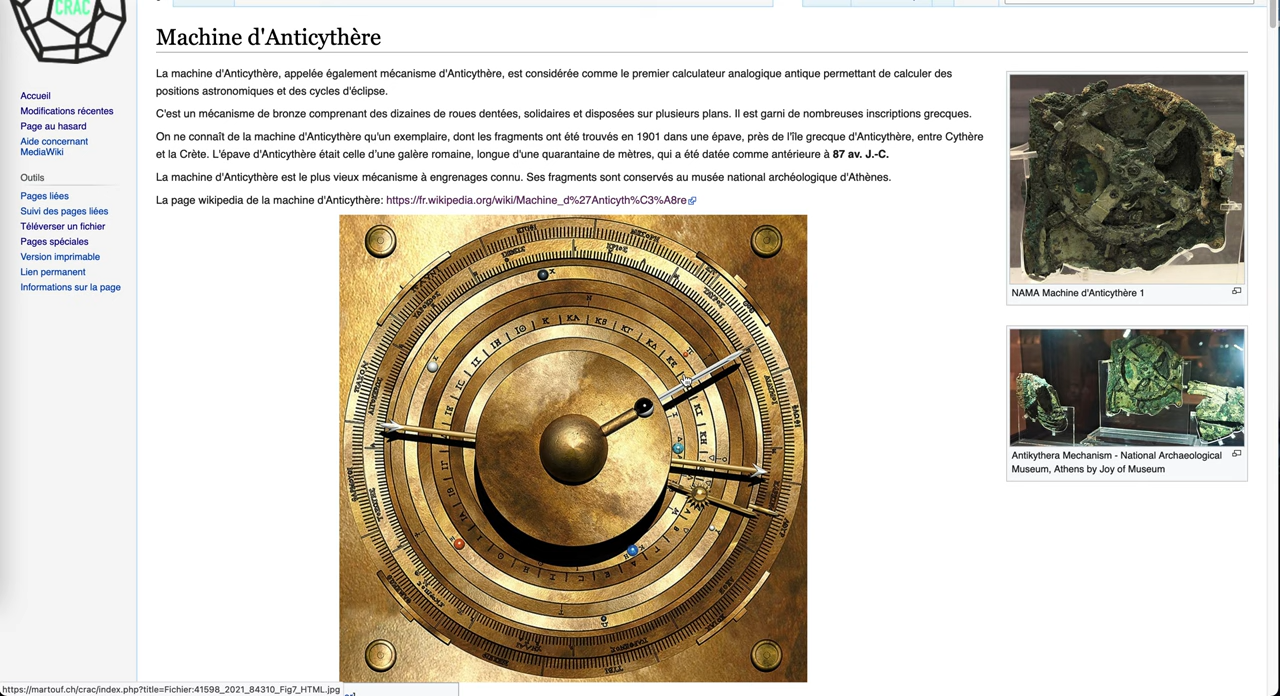 CRAC
Machine d'Anticythère
La machine d'Anticythère, appelée également mécanisme d'Anticythère, est considérée comme le premier calculateur analogique antique permettant de calculer des
positions astronomiques et des cycles d'éclipse.
C'est un mécanisme de bronze comprenant des dizaines de roues dentées, solidaires et disposées sur plusieurs plans. Il est garni de nombreuses inscriptions grecques.
On ne connaît de la machine d'Anticythère qu'un exemplaire, dont les fragments ont été trouvés en 1901 dans une épave, près de l'île grecque d'Anticythère, entre Cythère
et la Crète. L'épave d'Anticythère était celle d'une galère romaine, longue d'une quarantaine de mètres, qui a été datée comme antérieure à 87 av. J.-C.
La machine d'Anticythère est le plus vieux mécanisme à engrenages connu. Ses fragments sont conservés au musée national archéologique d'Athènes.
La page wikipedia de la machine d'Anticythère: https://fr.wikipedia.org/wiki/Machine_d%27Anticyth%C3%A8re
Accueil
Modifications récentes
Page au hasard
Aide concernant
MediaWiki
Outils
Pages liées
Suivi des pages liées
Téléverser un fichier
Pages spéciales
Version imprimable
Lien permanent
Informations sur la page
NAMA Machine d'Anticythère 1
Antikythera Mechanism - National Archaeological
Museum, Athens by Joy of Museum
https://martouf.ch/crac/index.php?title=Fichier:41598_2021_84310_Fig7_HTML.jpg